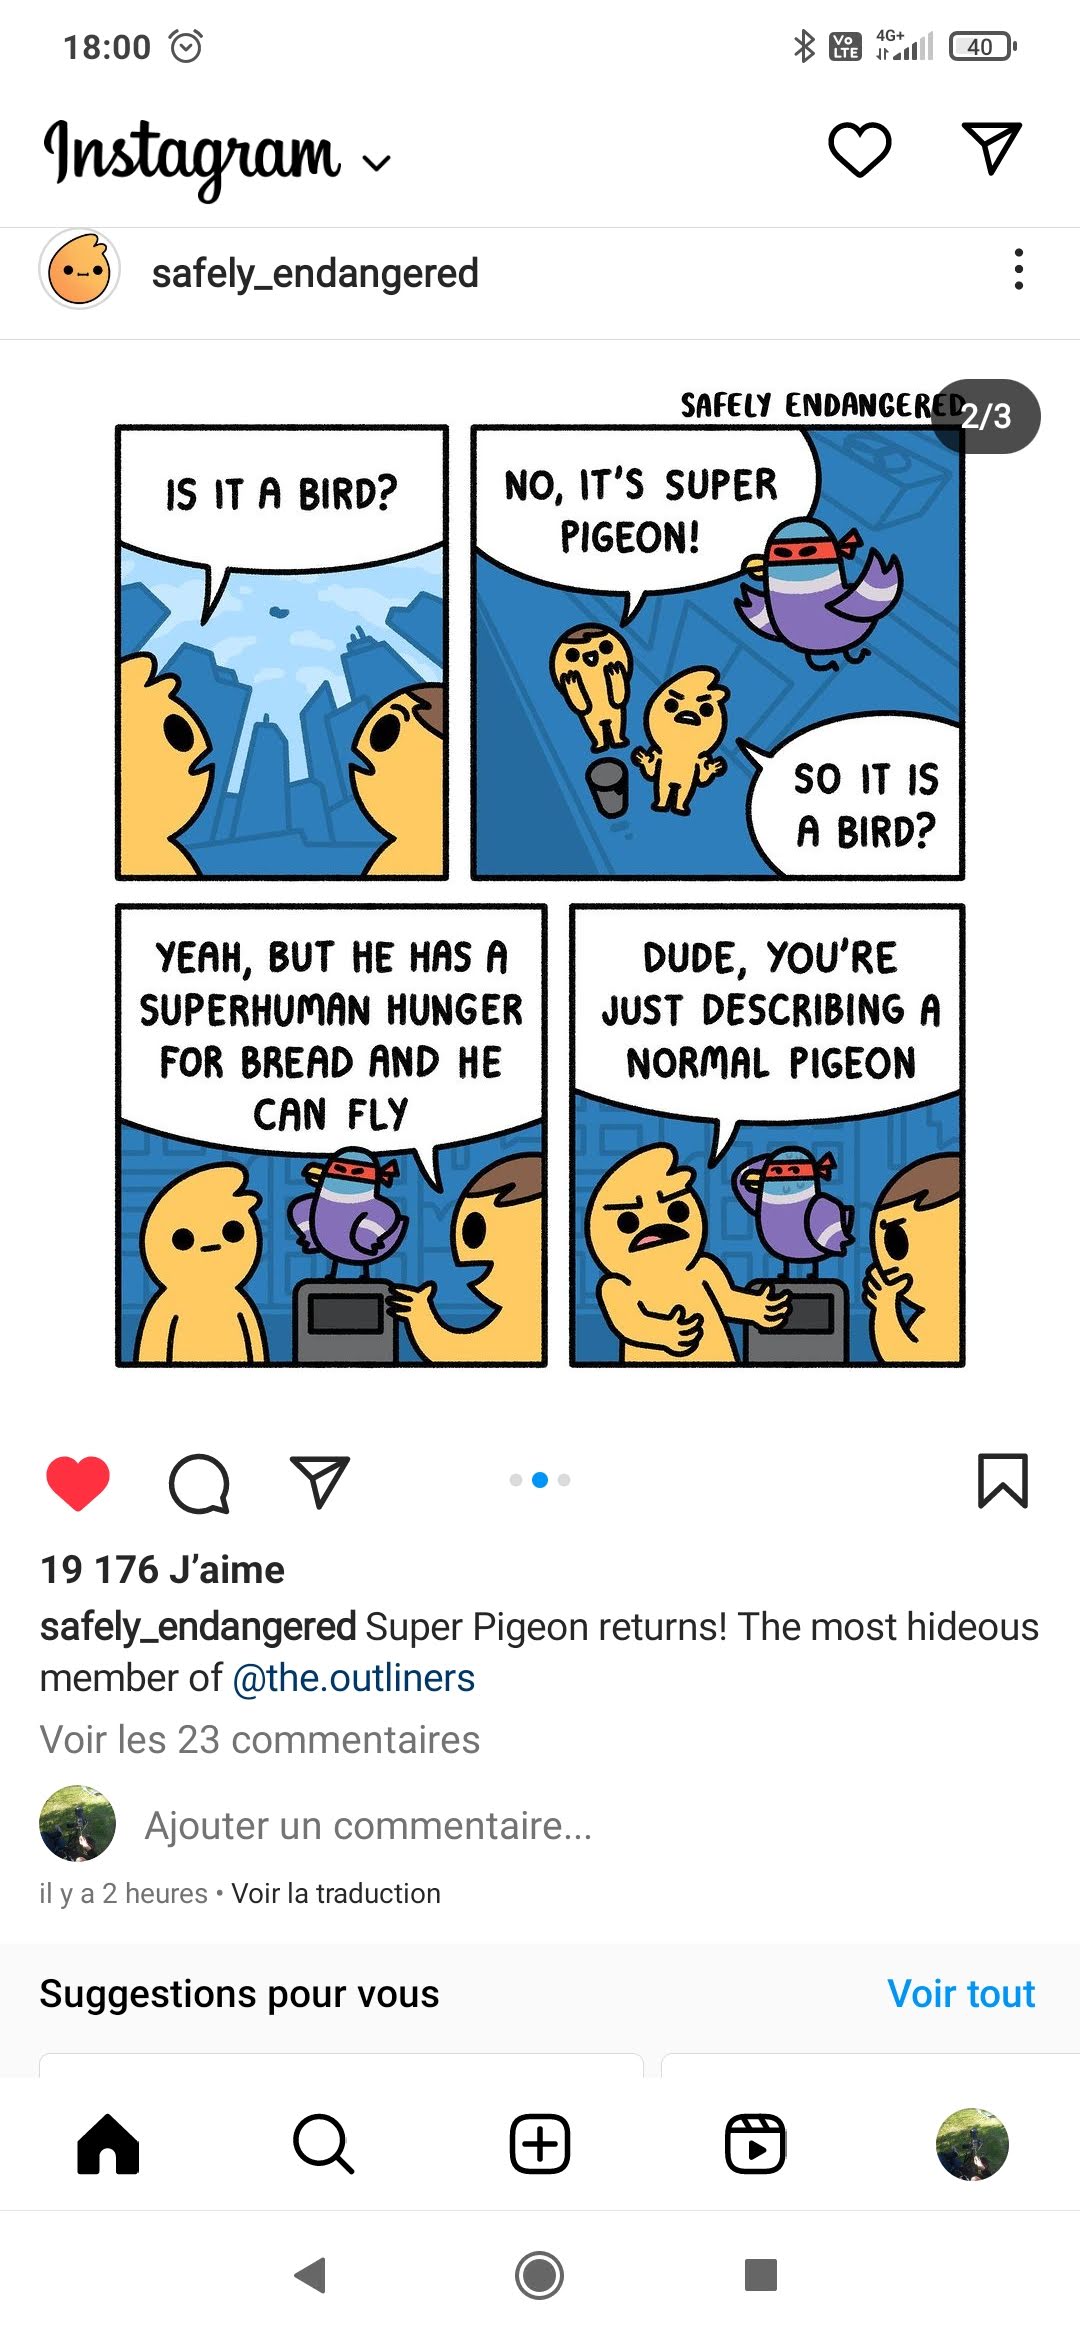 18:00
Vo
LTE
4G+
40
Instagram
safely_endangered
SAFELY ENDANGERED
2/3
IS IT A BIRD?
NO, IT'S SUPER
PIGEON!
SO IT IS
A BIRD?
YEAH, BUT HE HAS A
SUPERHUMAN HUNGER
FOR BREAD AND HE
CAN FLY
DUDE, YOU'RE
JUST DESCRIBING A
NORMAL PIGEON
19 176 J’aime
safely_endangered Super Pigeon returns! The most hideous
member of @the.outliners
Voir les 23 commentaires
Ajouter un commentaire...
il y a 2 heures • Voir la traduction
Suggestions pour vous
Voir tout